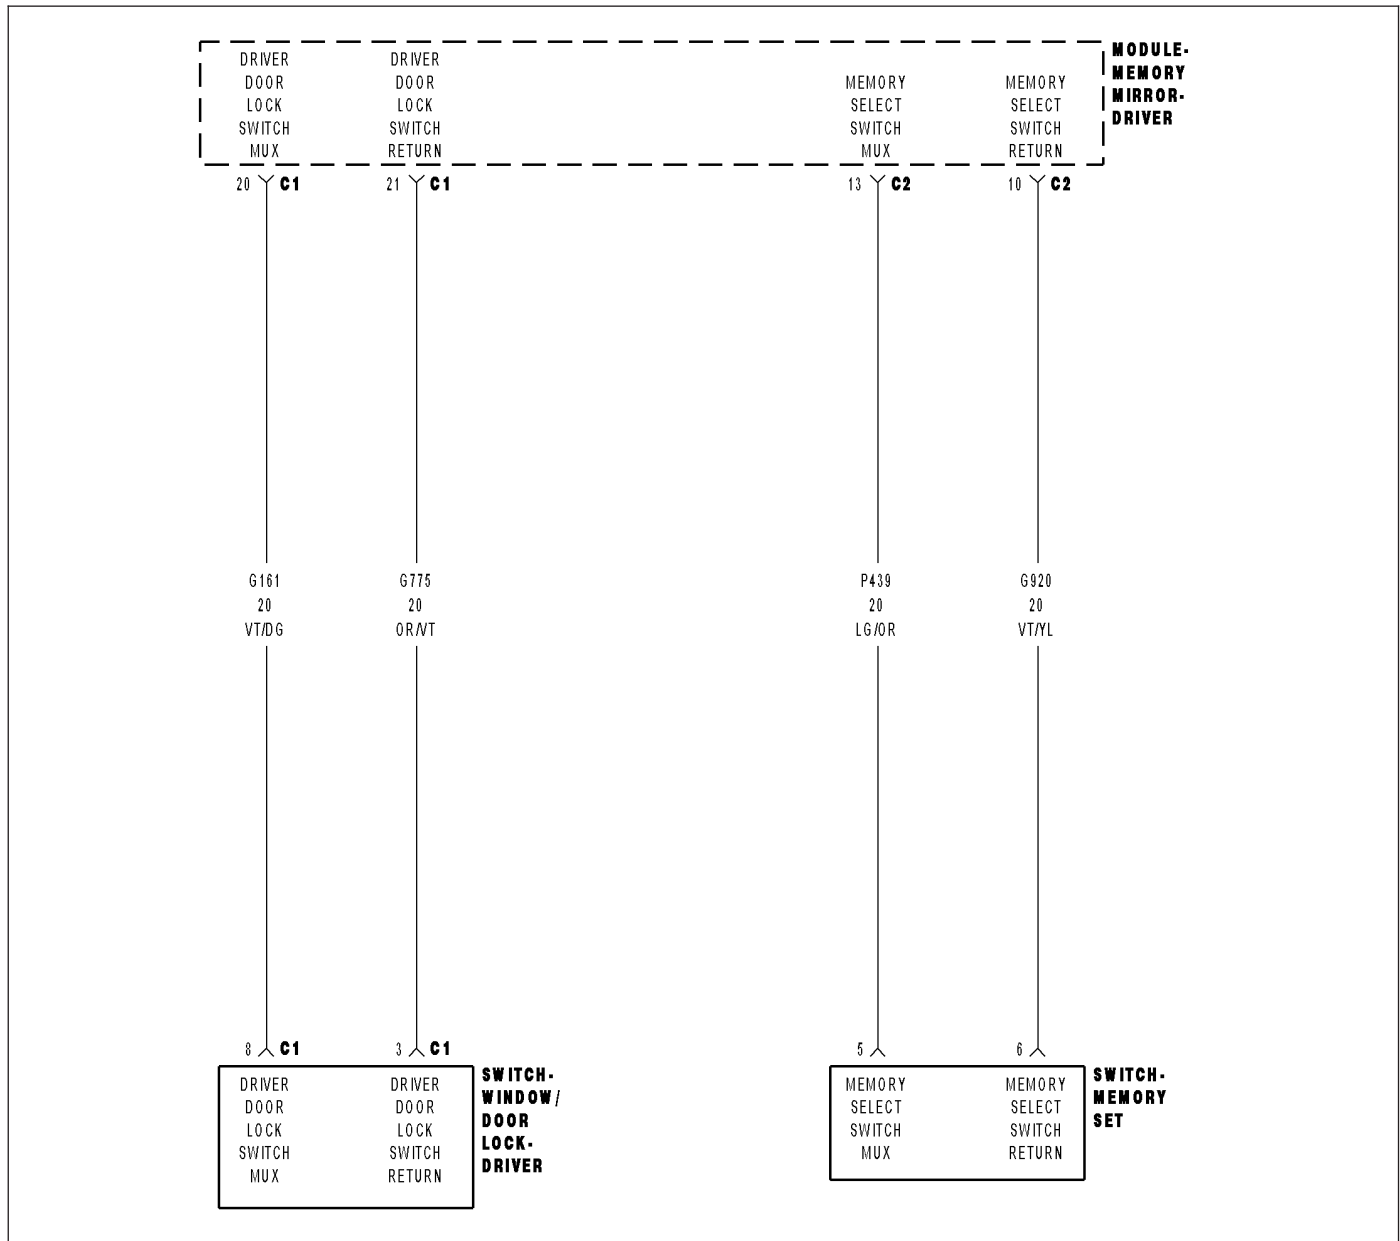 DRIVER
DOOR
LOCK
SWITCH
MUX
DRIVER
DOOR
LOCK
SWITCH
RETURN
MEMORY
SELECT
SWITCH
MUX
MEMORY
SELECT
SWITCH
RETURN
MODULE-
MEMORY
MIRROR-
DRIVER
20 C1
21 C1
13 C2
10 C2
G161
20
VT/DG
G775
20
OR/VT
P439
20
LG/OR
G920
20
VT/YL
8 C1
3 C1
5
6
DRIVER
DOOR
LOCK
SWITCH
MUX
DRIVER
DOOR
LOCK
SWITCH
RETURN
SWITCH-
WINDOW/
DOOR
LOCK-
DRIVER
MEMORY
SELECT
SWITCH
MUX
MEMORY
SELECT
SWITCH
RETURN
SWITCH-
MEMORY
SET